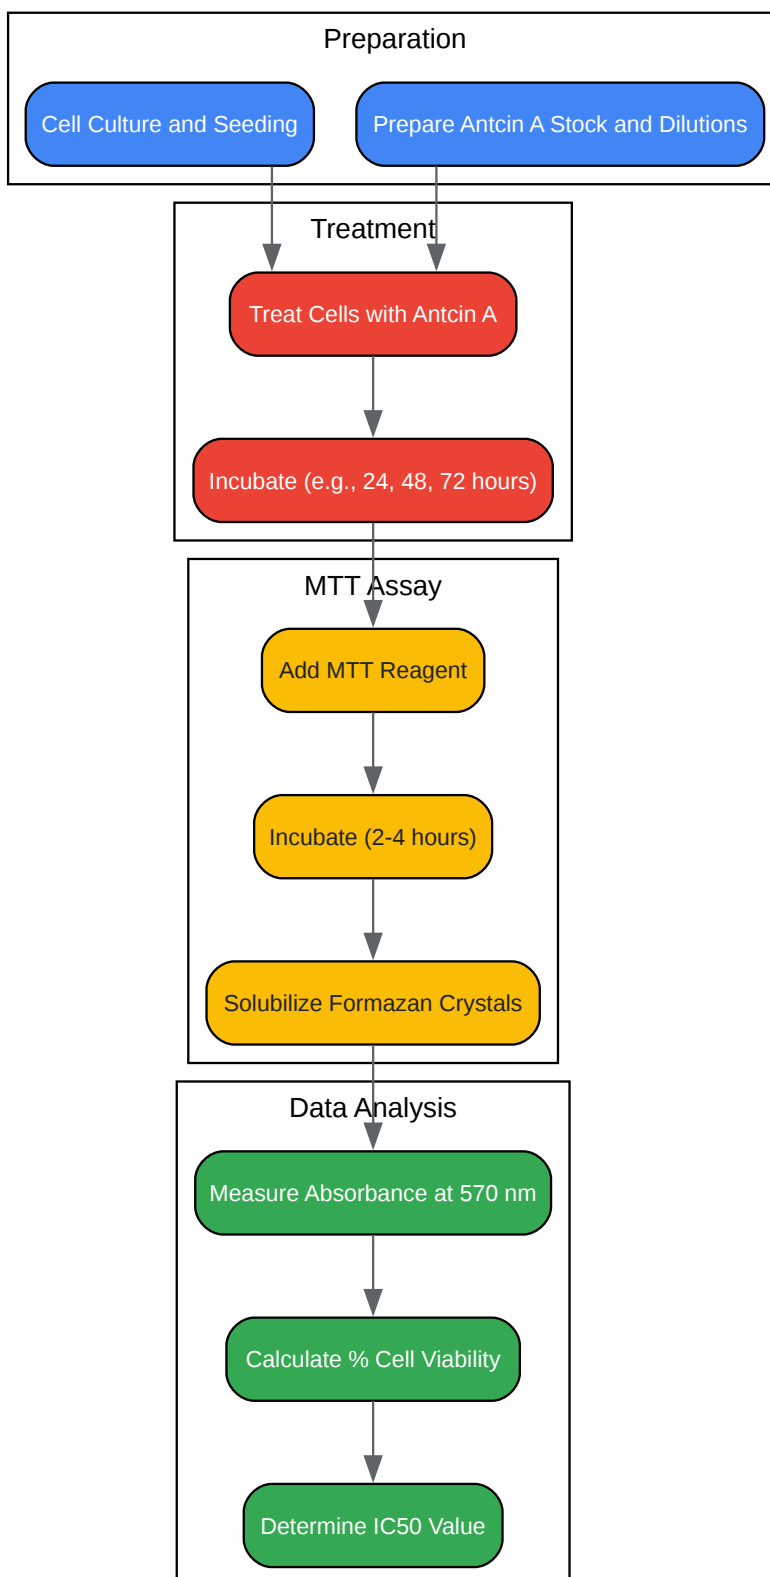 Preparation
Cell Culture and Seeding
Prepare Antcin A Stock and Dilutions
Treatment
Treat Cells with Antcin A
Incubate (e.g., 24, 48, 72 hours)
MTT Assay
Add MTT Reagent
Incubate (2-4 hours)
Solubilize Formazan Crystals
Data Analysis
Measure Absorbance at 570 nm
Calculate % Cell Viability
Determine IC50 Value